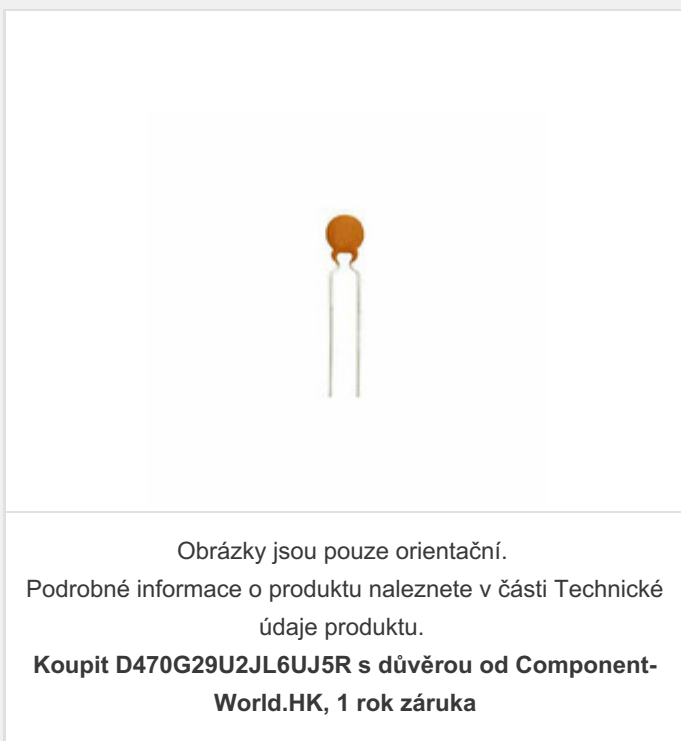 Obrázky jsou pouze orientační.
Podrobné informace o produktu naleznete v části Technické
údaje produktu.
Koupit D470G29U2JL6UJ5R s důvěrou od Component-
World.HK, 1 rok záruka